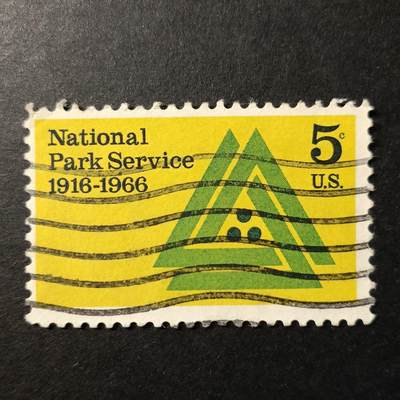 National
Park Service
1916-1966
5c
U.S.